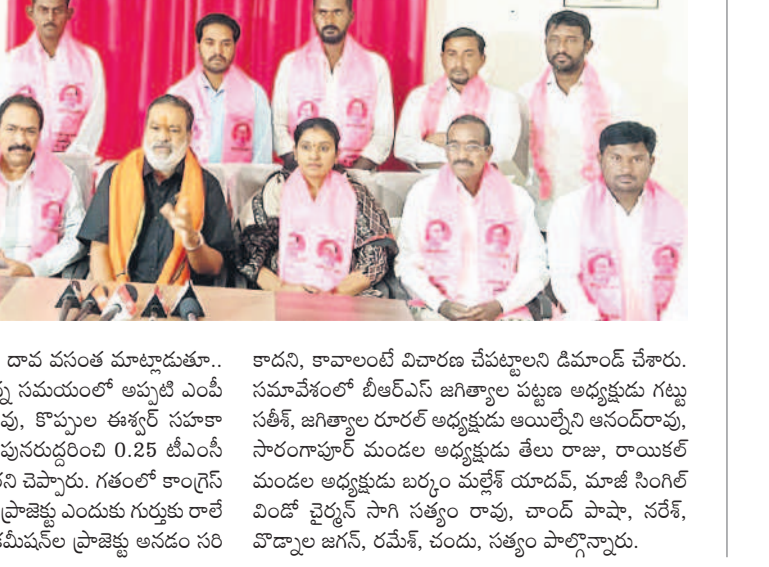 దావ వసంత మాట్లాడుతూ..
న్న సమయంలో అప్పటి ఎంపీ
వు, కొప్పుల ఈశ్వర్ సహకా
పునరుద్దరించి 0.25 టీఎంసీ
రని చెప్పారు. గతంలో కాంగ్రెస్
ప్రాజెక్టు ఎందుకు గుర్తుకు రాలే
కమీషన్‌ల ప్రాజెక్టు అనడం సరి
కాదని, కావాలంటే విచారణ చేపట్టాలని డిమాండ్ చేశారు.
సమావేశంలో బీఆర్ఎస్ జగిత్యాల పట్టణ అధ్యక్షుడు గట్టు
సతీశ్, జగిత్యాల రూరల్ అధ్యక్షుడు ఆయిల్నేని ఆనంద్‌రావు,
సారంగాపూర్ మండల అధ్యక్షుడు తేలు రాజు, రాయికల్
మండల అధ్యక్షుడు బర్కం మల్లేశ్ యాదవ్, మాజీ సింగిల్
విండో చైర్మన్ సాగి సత్యం రావు, చాంద్ పాషా, నరేశ్,
వొడ్నాల జగన్, రమేశ్, చందు, సత్యం పాల్గొన్నారు.